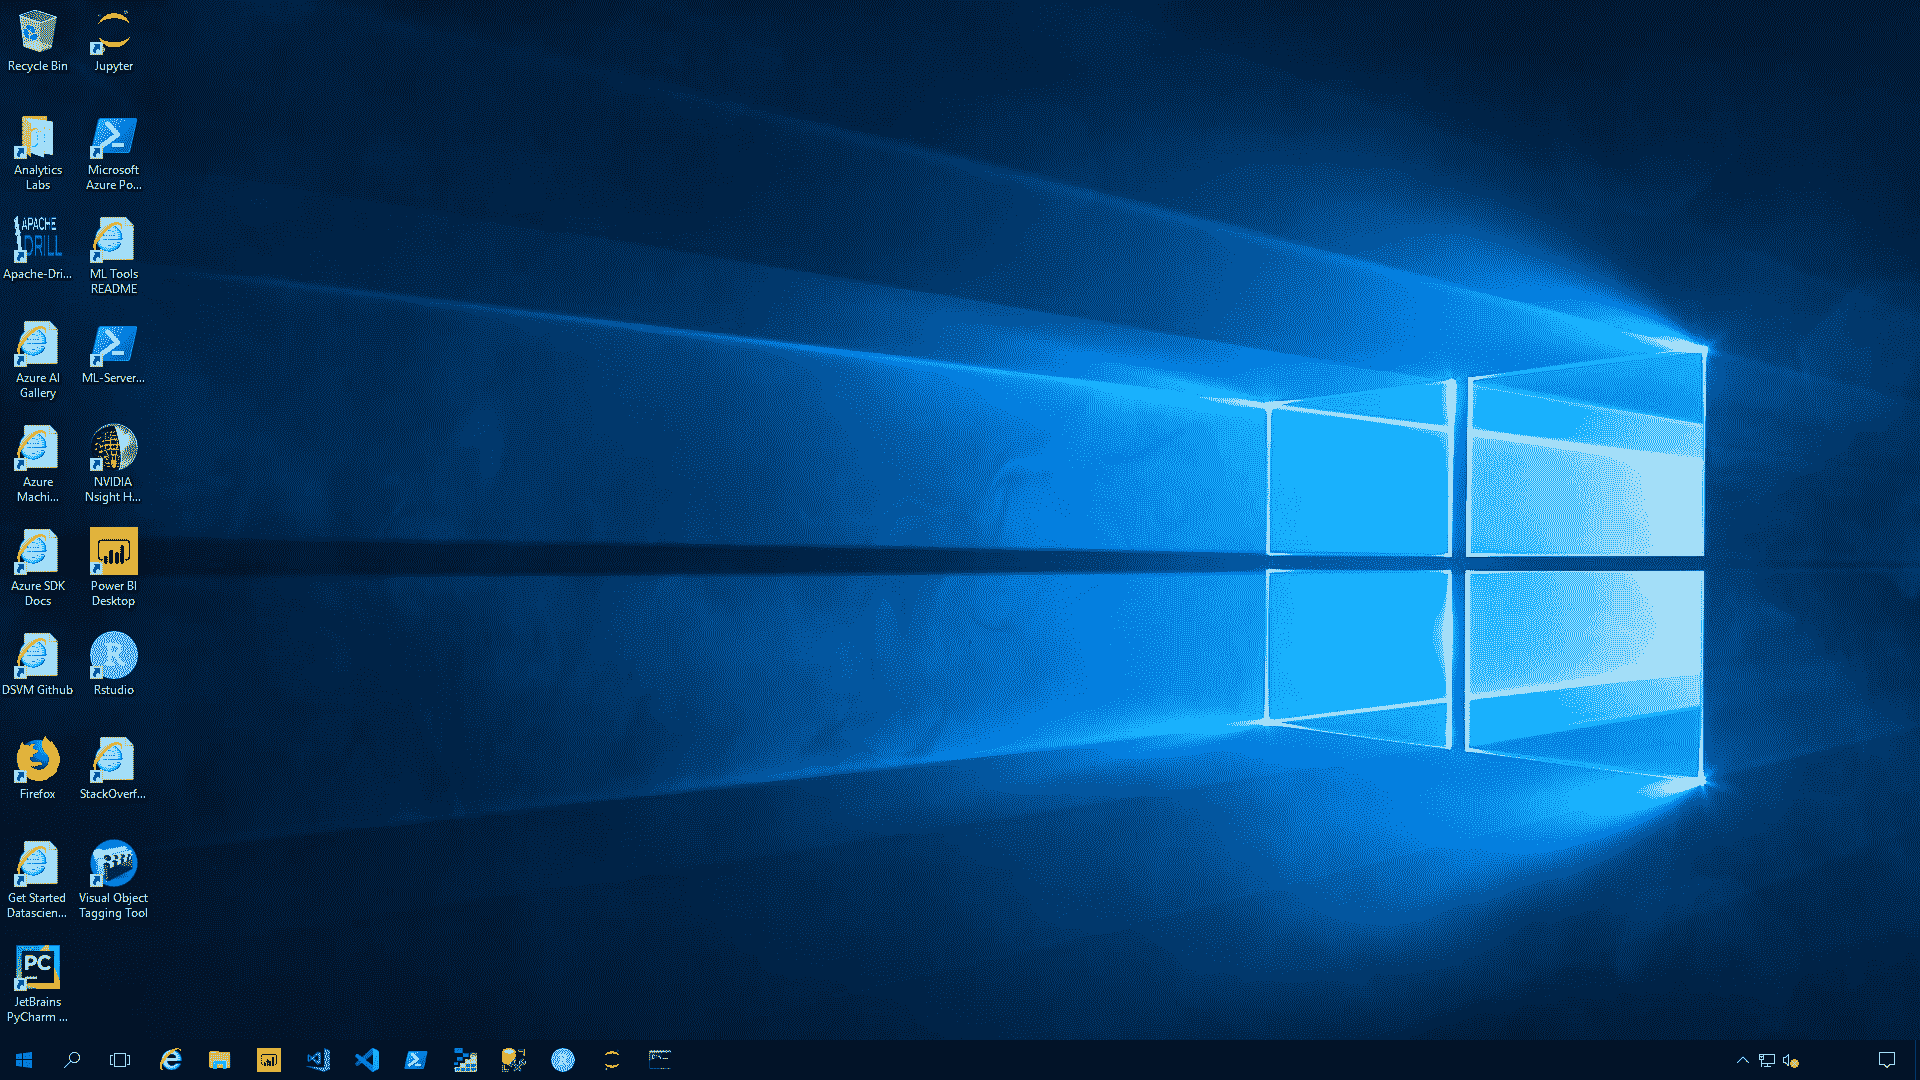 Recycle Bin
Jupyter
Analytics
Labs
Microsoft
Azure Po...
APACHE
DRILL
Apache-Dri...
ML Tools
README
Azure AI
Gallery
ML-Server...
Azure
Machi...
NVIDIA
Nsight H...
Azure SDK
Docs
Power BI
Desktop
DSVM Github
R
Rstudio
Firefox
StackOverf...
Get Started
Datascien...
Visual Object
Tagging Tool
PC
JetBrains
PyCharm ...